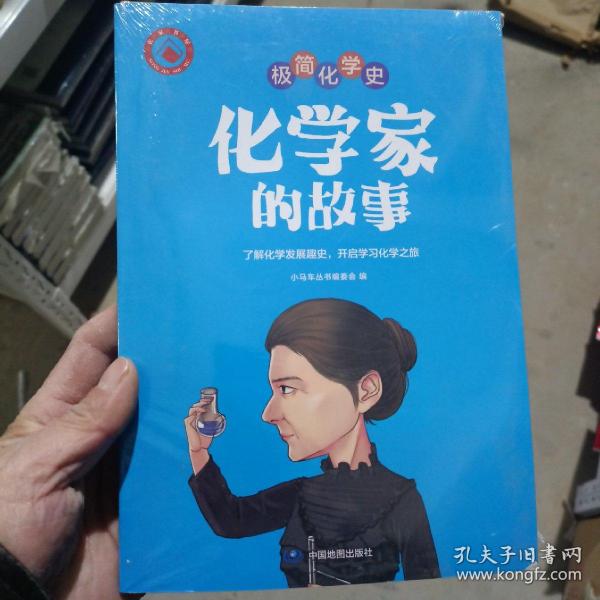 极简化学史
化学家
的故事
了解化学发展趣史，开启学习化学之旅
小马车丛书编委会 编
中国地图出版社
孔夫子旧書网
www.kongfz.com